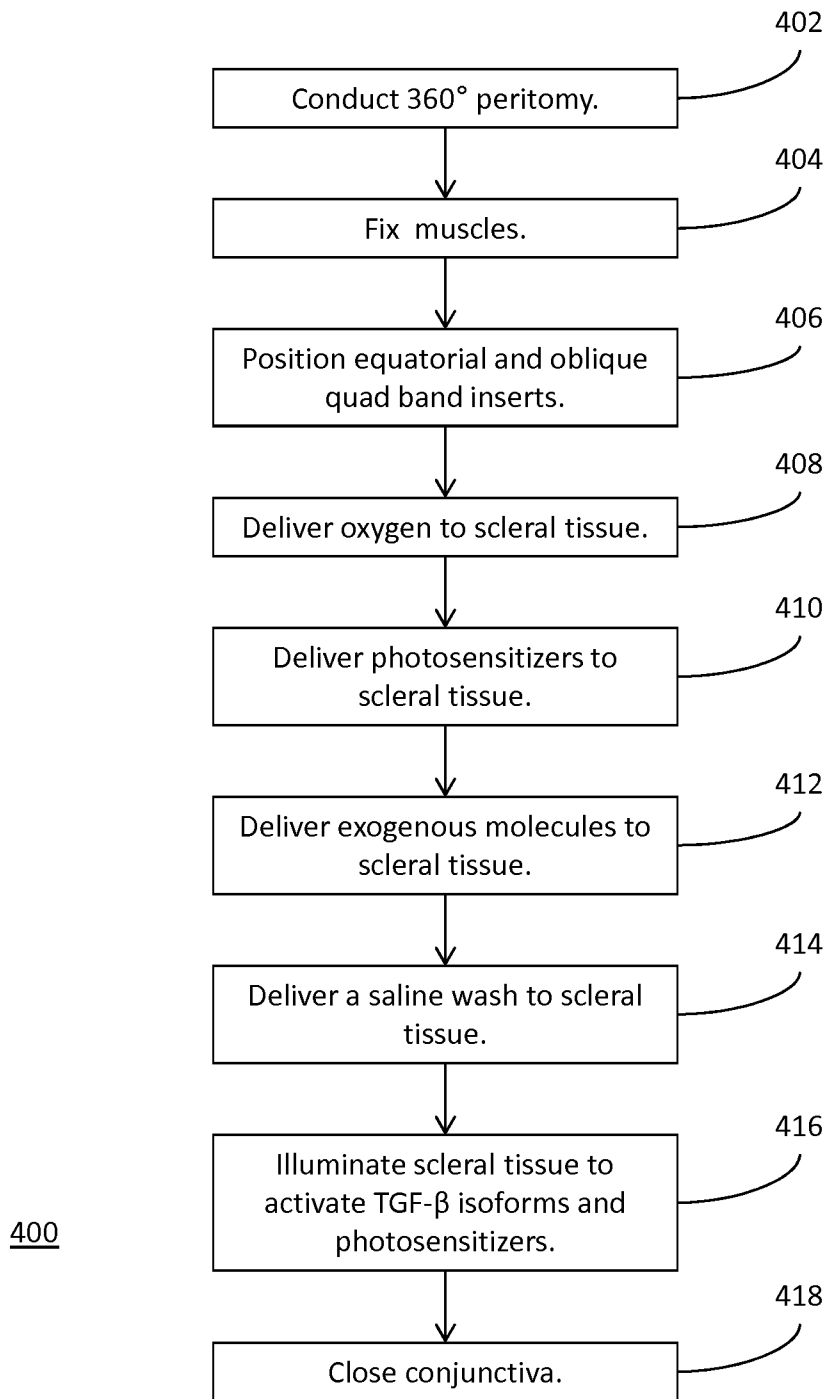 402
Conduct 360° peritomy.
404
Fix muscles.
406
Position equatorial and oblique
quad band inserts.
408
Deliver oxygen to scleral tissue.
410
Deliver photosensitizers to
scleral tissue.
412
Deliver exogenous molecules to
scleral tissue.
414
Deliver a saline wash to scleral
tissue.
416
Illuminate scleral tissue to
activate TGF-β isoforms and
photosensitizers.
400
418
Close conjunctiva.